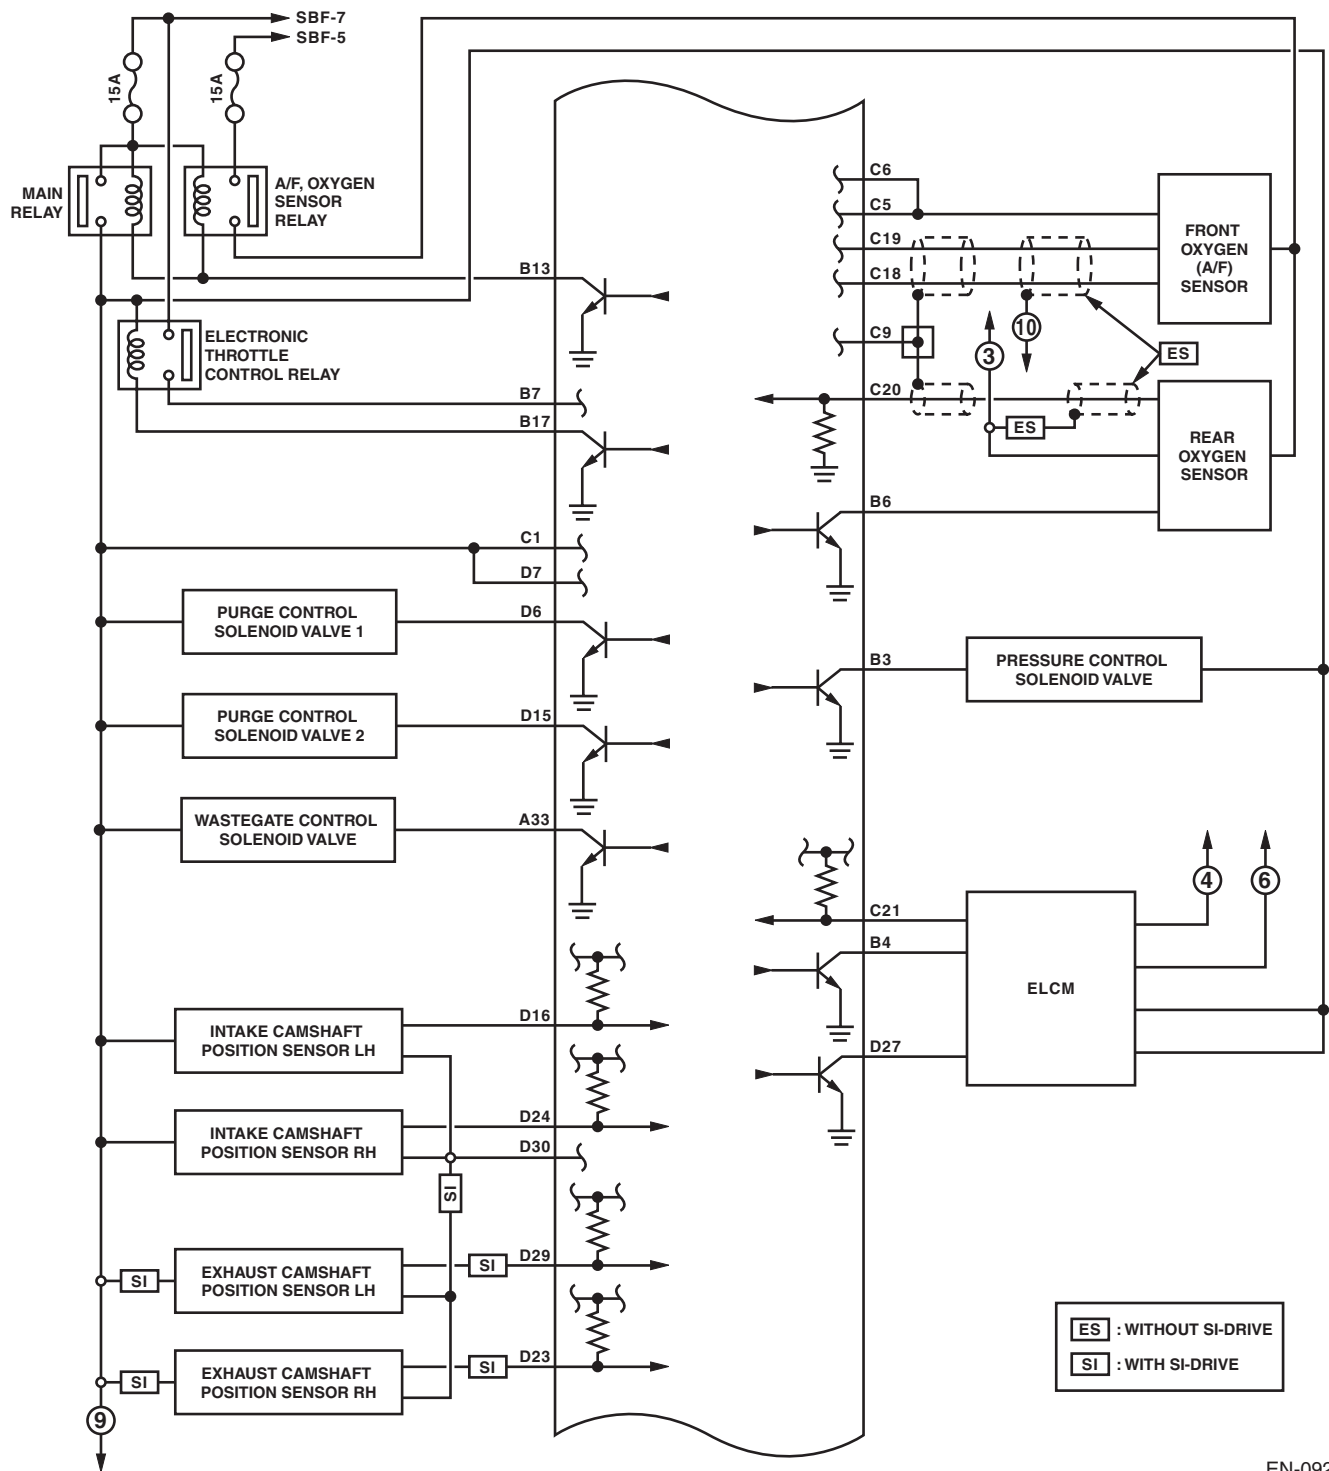 SBF-7
SBF-5
15A
15A
MAIN
RELAY
A/F, OXYGEN
SENSOR
RELAY
B13
ELECTRONIC
THROTTLE
CONTROL RELAY
B7
B17
C1
D7
PURGE CONTROL
SOLENOID VALVE 1
D6
PURGE CONTROL
SOLENOID VALVE 2
D15
WASTEGATE CONTROL
SOLENOID VALVE
A33
INTAKE CAMSHAFT
POSITION SENSOR LH
D16
INTAKE CAMSHAFT
POSITION SENSOR RH
D24
D30
SI
SI
EXHAUST CAMSHAFT
POSITION SENSOR LH
SI
D29
SI
EXHAUST CAMSHAFT
POSITION SENSOR RH
SI
D23
9
C6
C5
C19
C18
FRONT
OXYGEN
(A/F)
SENSOR
C9
3
10
ES
C20
ES
REAR
OXYGEN
SENSOR
B6
B3
PRESSURE CONTROL
SOLENOID VALVE
4
6
C21
B4
D27
ELCM
ES : WITHOUT SI-DRIVE
SI : WITH SI-DRIVE